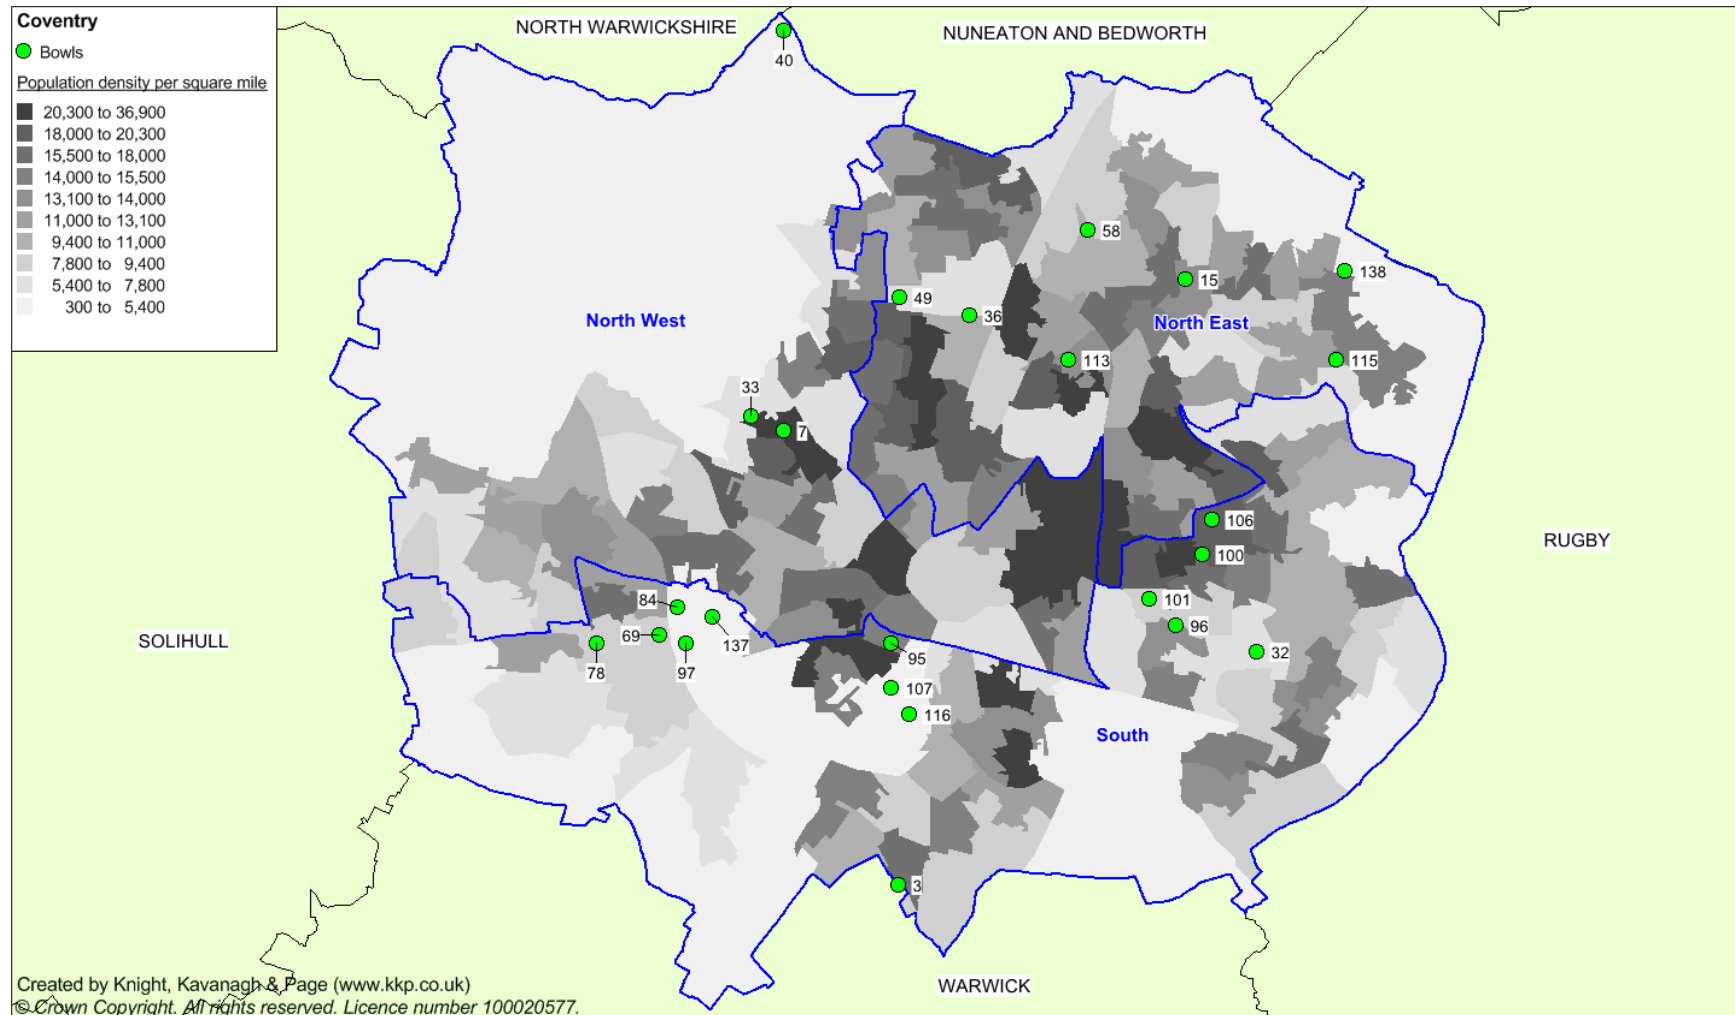 Coventry
Bowls
Population density per square mile
20,300 to 36,900
18,000 to 20,300
15,500 to 18,000
14,000 to 15,500
13,100 to 14,000
11,000 to 13,100
9,400 to 11,000
7,800 to 9,400
5,400 to 7,800
300 to 5,400
NORTH WARWICKSHIRE
NUNEATON AND BEDWORTH
40
58
138
15
49
36
North West
North East
113
115
33
7
106
RUGBY
100
84
101
96
SOLIHULL
69
137
32
78
97
95
107
116
South
3
Created by Knight, Kavanagh & Page (www.kkp.co.uk)
WARWICK
© Crown Copyright. All rights reserved. Licence number 100020577.